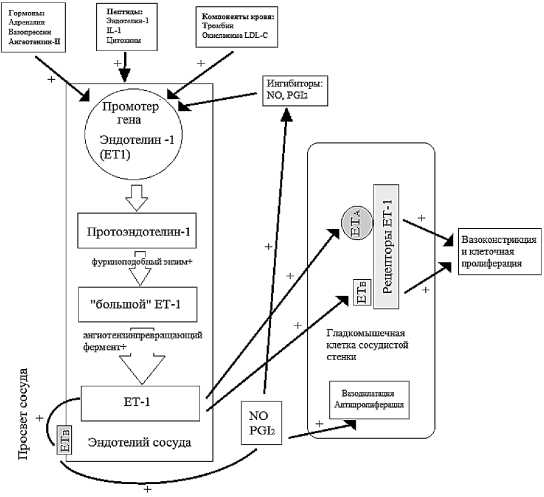 Гормоны:
Адреналин
Вазопрессин
Ангиотензин-II
Пептиды:
Эндотелин-1
IL-1
Цитокины
Компоненты крови:
Тромбин
Окисленные LDL-C
+
+
+
Ингибиторы:
NO, PGI2
+
Промотер
гена
Эндотелин -1
(ET1)
Протоэндотелин-1
фуриноподобный энзим+
"большой" ET-1
ангиотензинпревращающий
фермент+
ET-1
Эндотелий сосуда
Просвет сосуда
ETB
+
+
NO
PGI2
+
+
+
+
ETA
ETB
Рецепторы ET-1
+
+
Вазоконстрикция
и клеточная
пролиферация
Гладкомышечная
клетка сосудистой
стенки
Вазодилатация
Антипролиферация